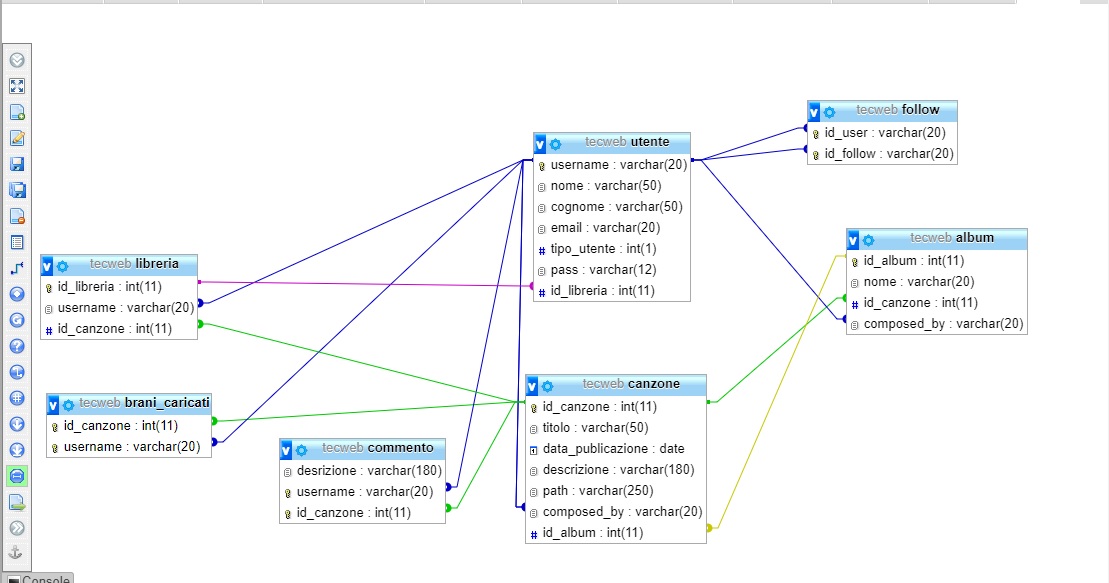 tecweb follow
id_user : varchar(20)
id_follow : varchar(20)
tecweb utente
username : varchar(20)
nome : varchar(50)
cognome : varchar(50)
email : varchar(20)
tipo_utente : int(1)
pass : varchar(12)
id_libreria : int(11)
tecweb album
id_album : int(11)
nome : varchar(20)
id_canzone : int(11)
composed_by : varchar(20)
tecweb libreria
id_libreria : int(11)
username : varchar(20)
id_canzone : int(11)
tecweb canzone
id_canzone : int(11)
titolo : varchar(50)
data_publicazione : date
descrizione : varchar(180)
path : varchar(250)
composed_by : varchar(20)
id_album : int(11)
tecweb brani_caricati
id_canzone : int(11)
username : varchar(20)
tecweb commento
desrizione : varchar(180)
username : varchar(20)
id_canzone : int(11)
Console